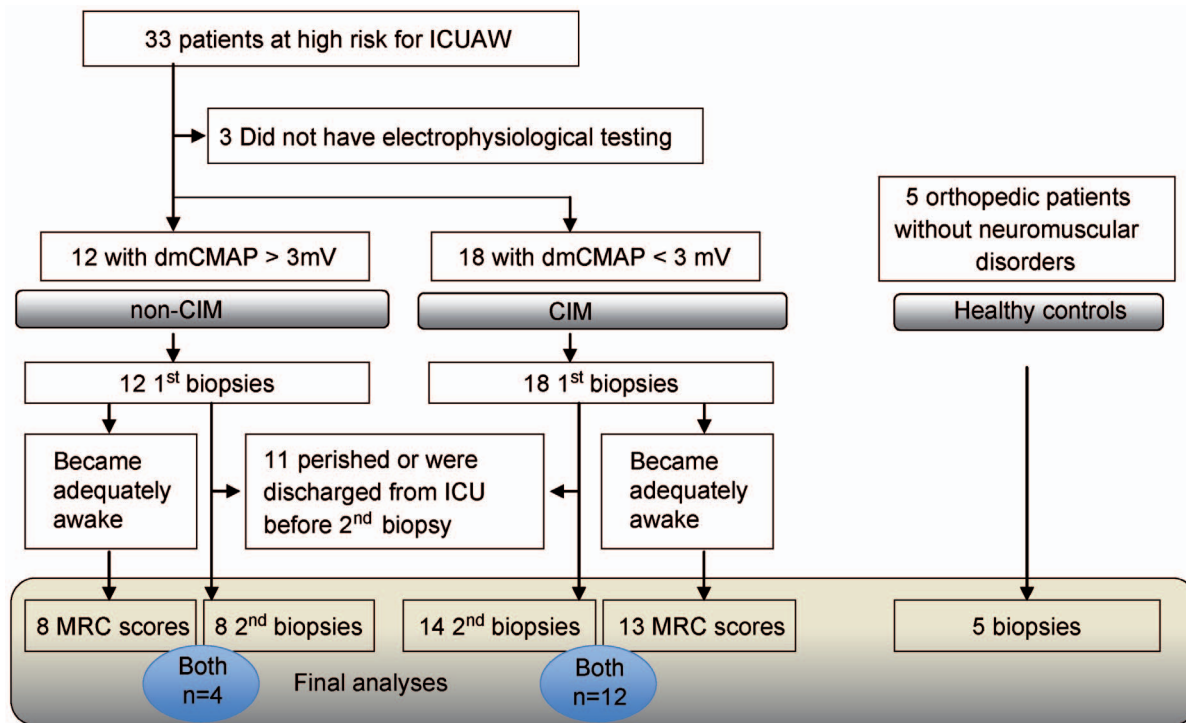 33 patients at high risk for ICUAW
3 Did not have electrophysiological testing
5 orthopedic patients
without neuromuscular
disorders
12 with dmCMAP > 3mV
18 with dmCMAP < 3 mV
non-CIM
CIM
Healthy controls
12 1st biopsies
18 1st biopsies
Became
adequately
awake
11 perished or were
discharged from ICU
before 2nd biopsy
Became
adequately
awake
8 MRC scores
8 2nd biopsies
14 2nd biopsies
13 MRC scores
5 biopsies
Both
n=4
Final analyses
Both
n=12